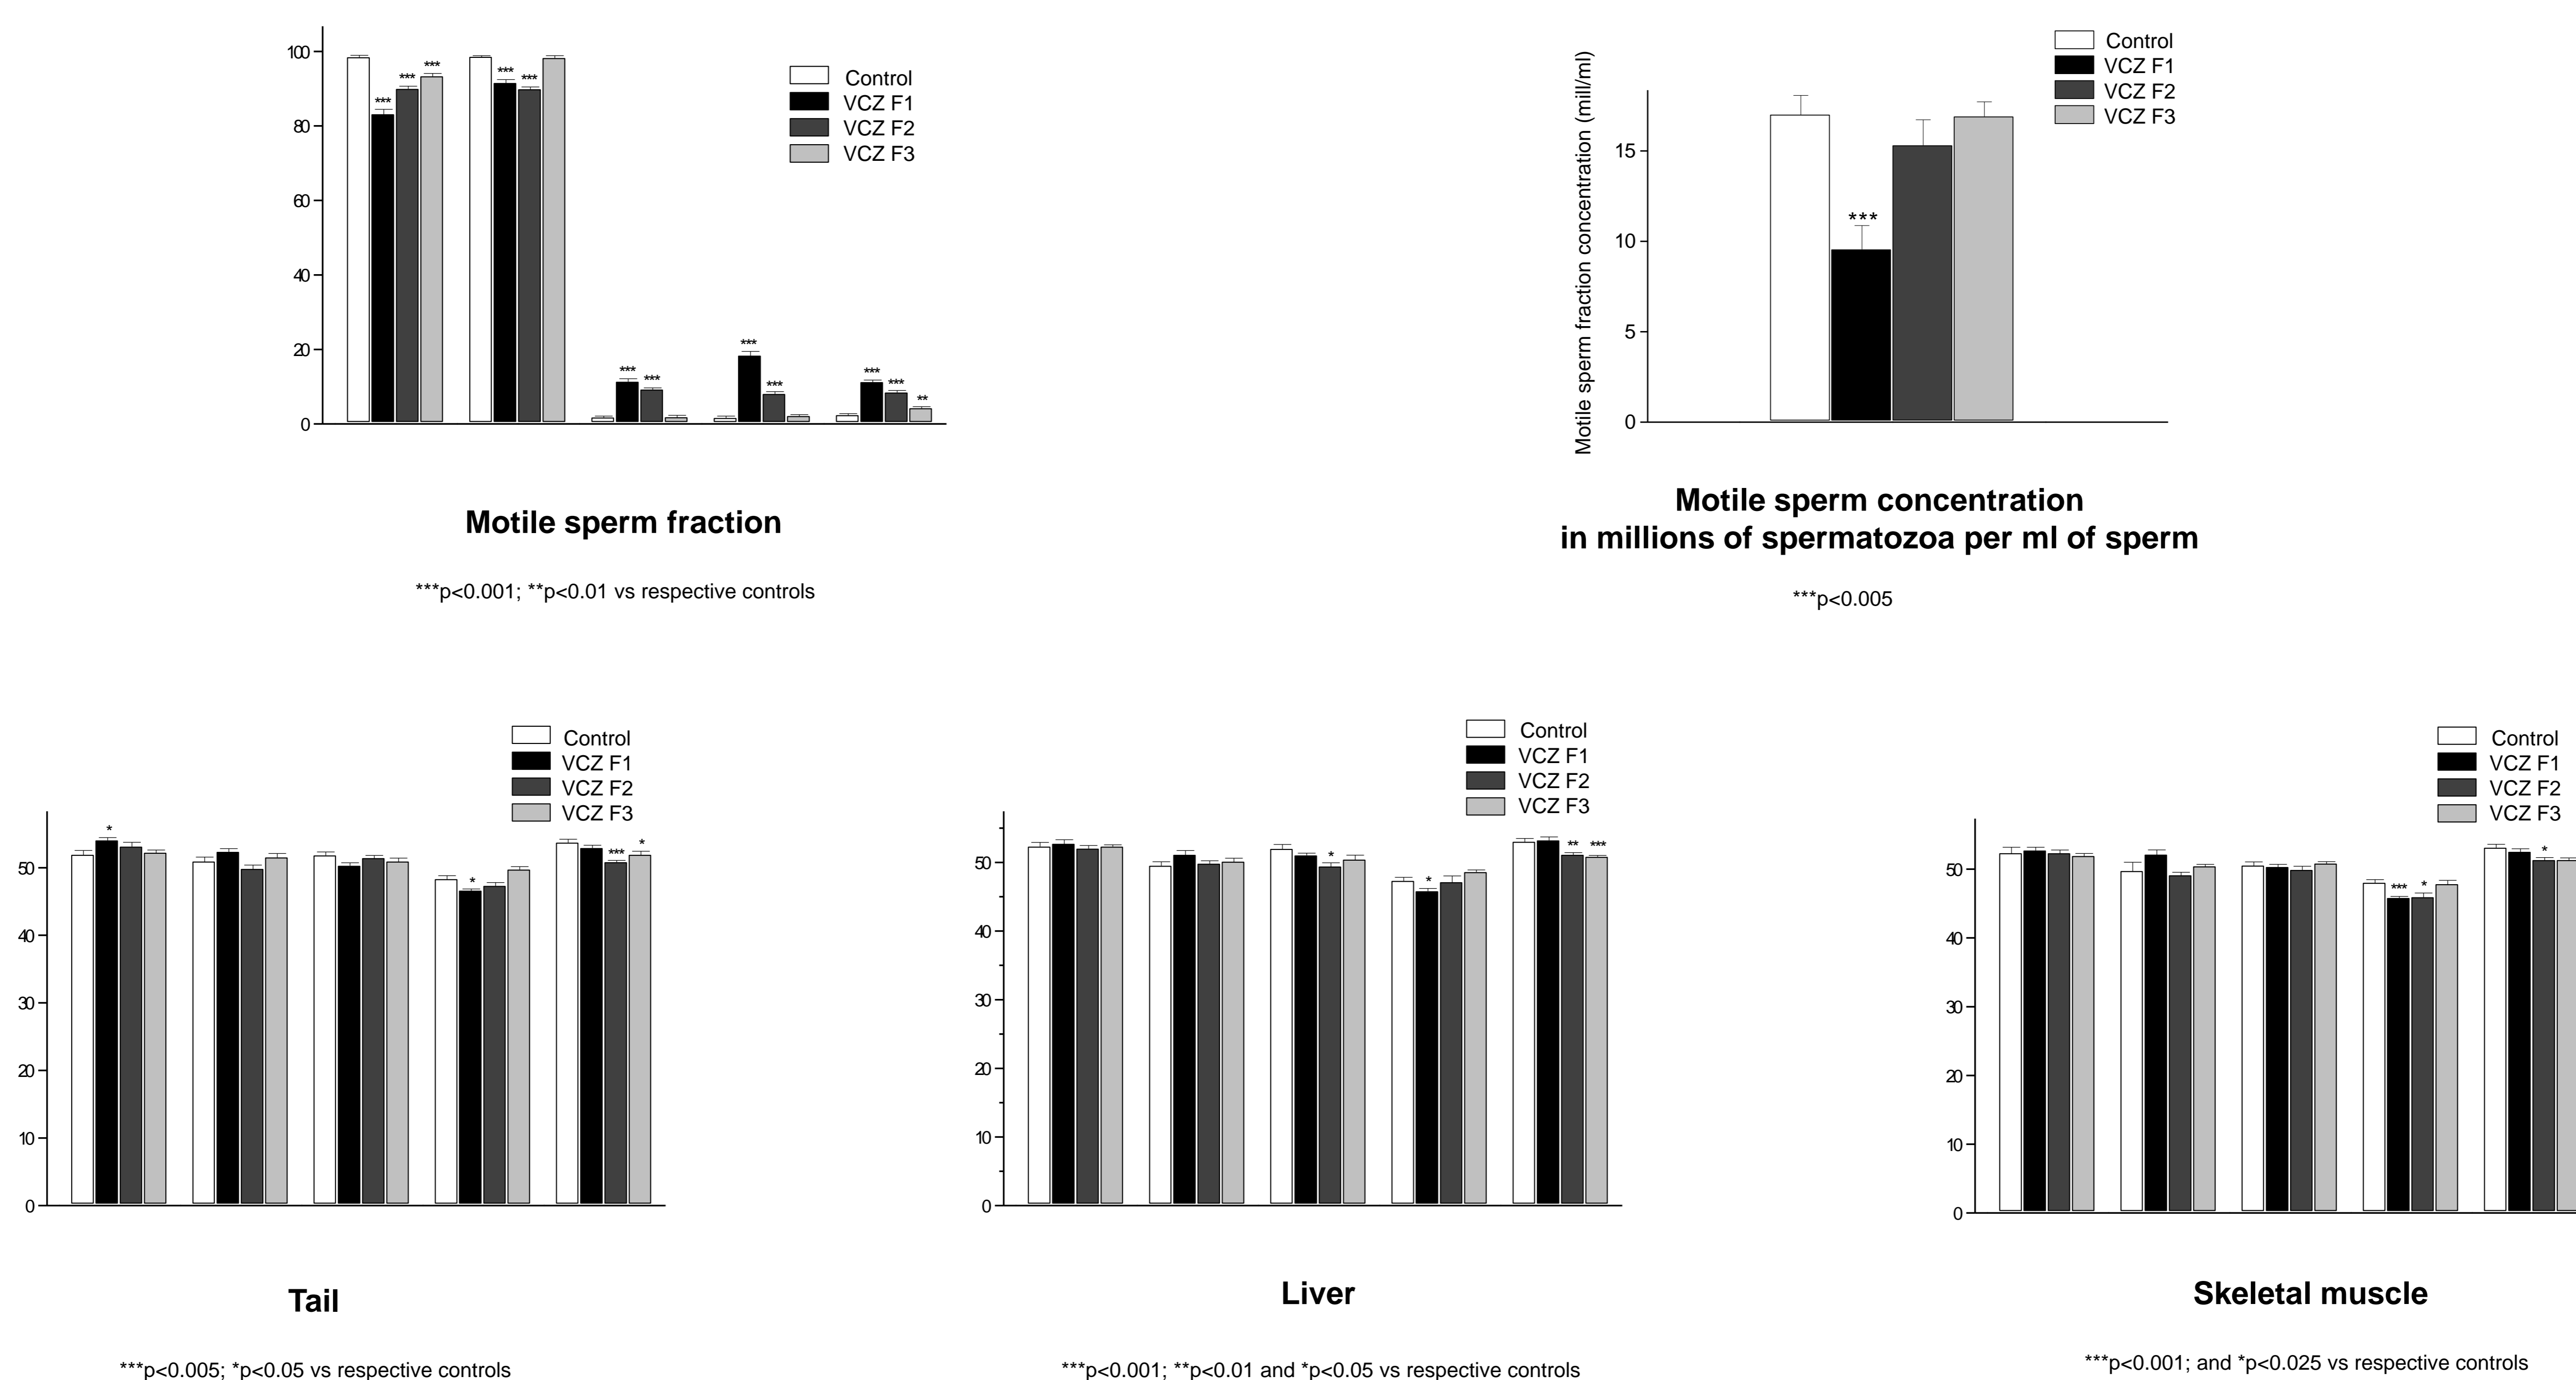 100
80
60
40
20
0
***
***
***
***
***
***
***
***
***
***
***
**
Control
VCZ F1
VCZ F2
VCZ F3
Motile sperm fraction
***p<0.001; **p<0.01 vs respective controls
Motile sperm fraction concentration (mill/ml)
15
10
5
0
***
Control
VCZ F1
VCZ F2
VCZ F3
Motile sperm concentration
in millions of spermatozoa per ml of sperm
***p<0.005
Control
VCZ F1
VCZ F2
VCZ F3
50
40
30
20
10
0
*
*
***
*
Tail
***p<0.005; *p<0.05 vs respective controls
Control
VCZ F1
VCZ F2
VCZ F3
50
40
30
20
10
0
*
*
**
***
Liver
***p<0.001; **p<0.01 and *p<0.05 vs respective controls
Control
VCZ F1
VCZ F2
VCZ F3
50
40
30
20
10
0
***
*
*
Skeletal muscle
***p<0.001; and *p<0.025 vs respective controls